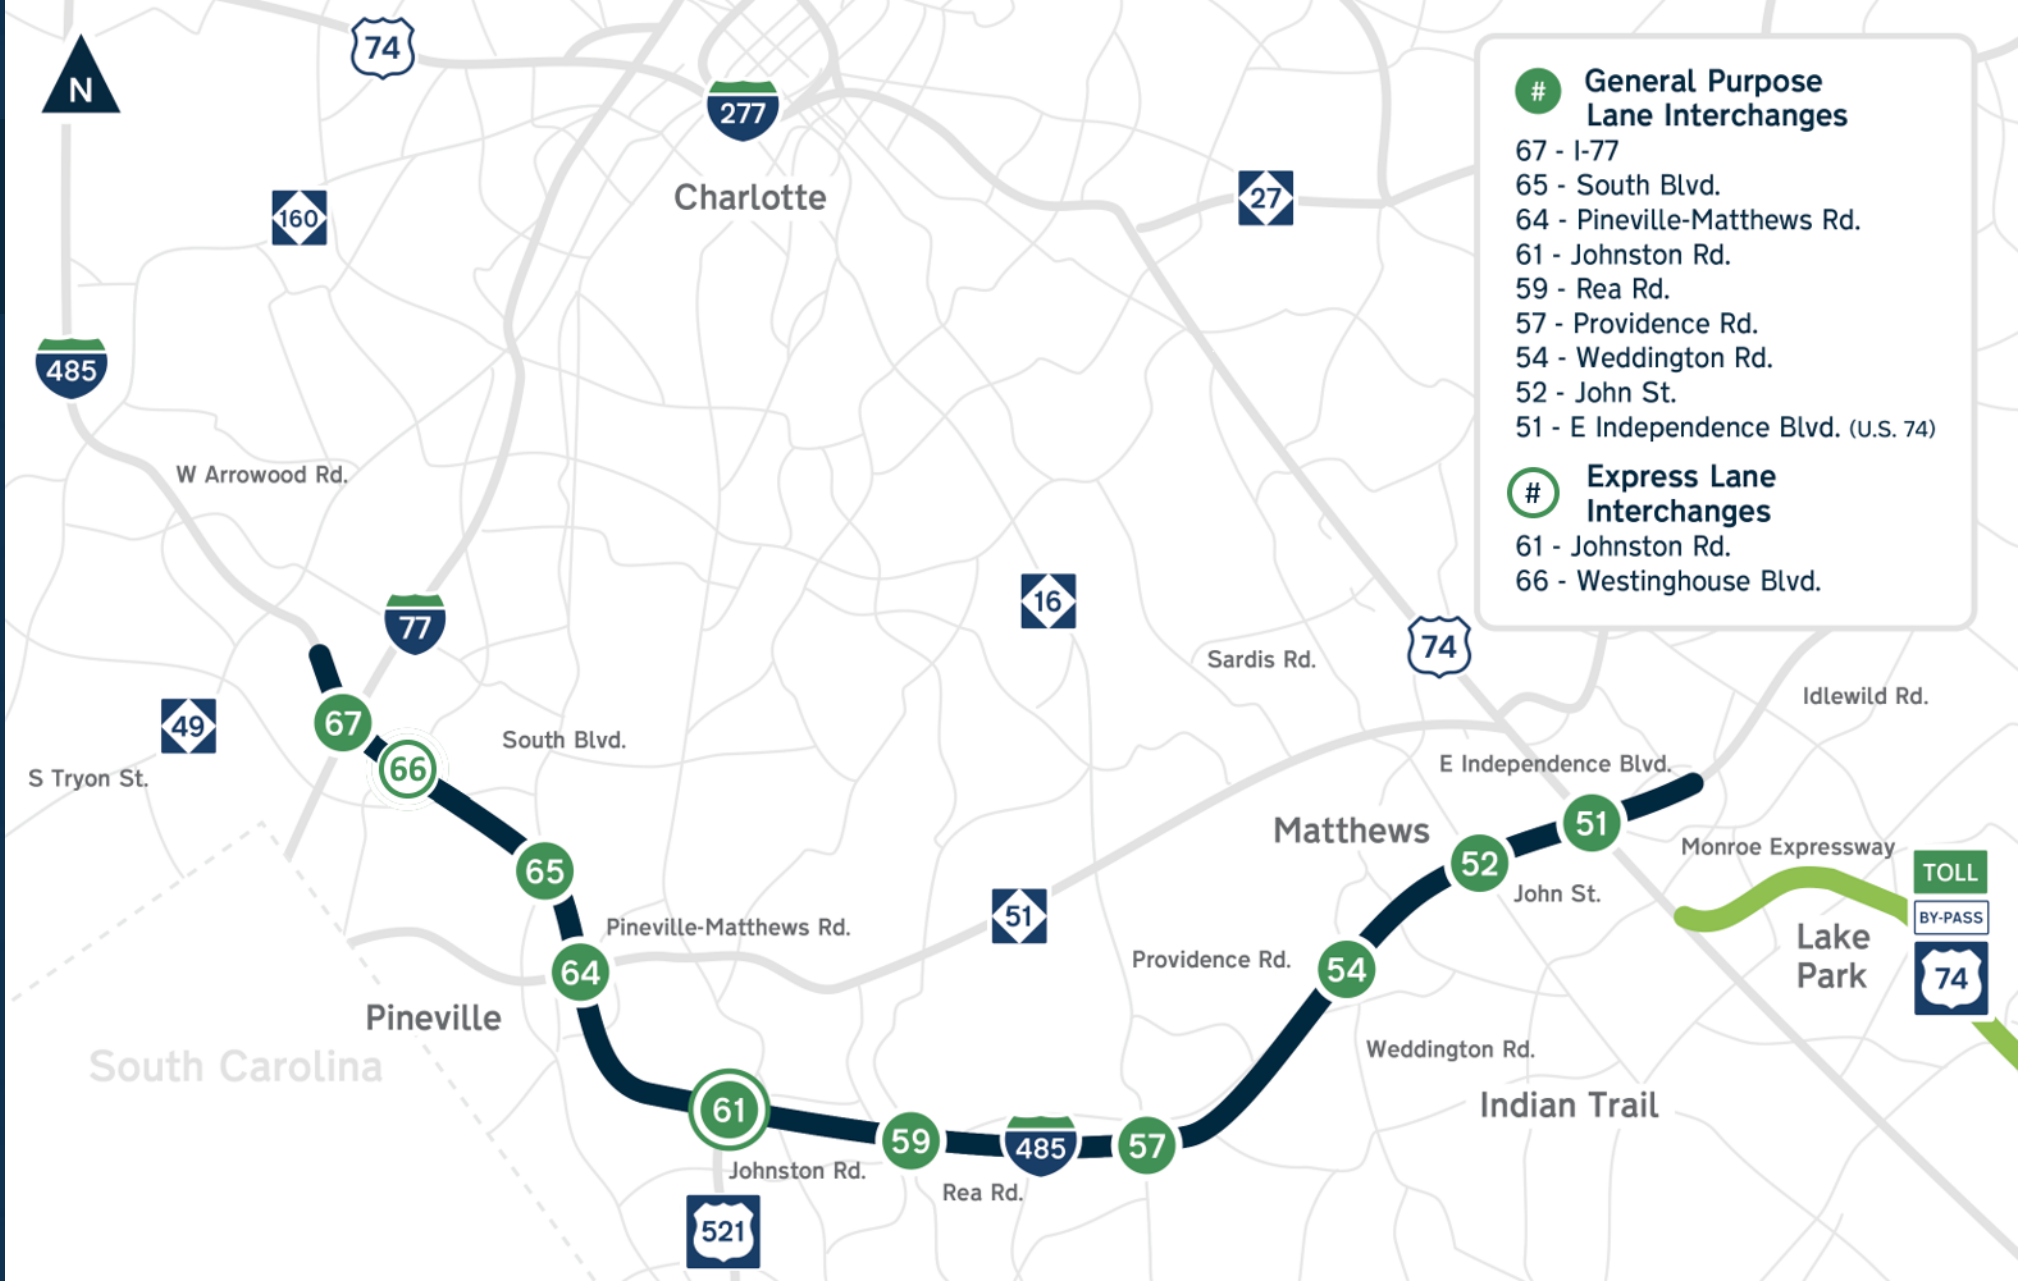 74
N
277
Charlotte
160
27
485
W Arrowood Rd.
77
16
Sardis Rd.
74
Idlewild Rd.
67
49
66
South Blvd.
S Tryon St.
E Independence Blvd.
Matthews
51
52
Monroe Expressway
TOLL
BY-PASS
74
John St.
Lake
Park
65
Pineville-Matthews Rd.
51
64
Providence Rd.
54
Pineville
South Carolina
Weddington Rd.
Indian Trail
61
59
485
57
Johnston Rd.
Rea Rd.
521
# General Purpose
Lane Interchanges
67 - I-77
65 - South Blvd.
64 - Pineville-Matthews Rd.
61 - Johnston Rd.
59 - Rea Rd.
57 - Providence Rd.
54 - Weddington Rd.
52 - John St.
51 - E Independence Blvd. (U.S. 74)
# Express Lane
Interchanges
61 - Johnston Rd.
66 - Westinghouse Blvd.